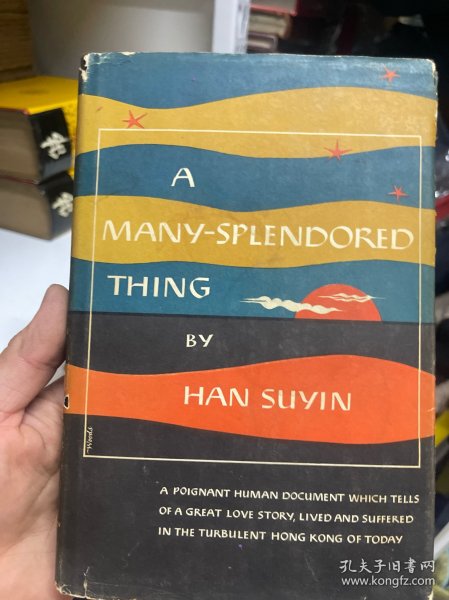 A
MANY-SPLENDORED
THING
BY
HAN SUYIN
Woods
A POIGNANT HUMAN DOCUMENT WHICH TELLS
OF A GREAT LOVE STORY, LIVED AND SUFFERED
IN THE TURBULENT HONG KONG OF TODAY
孔夫子旧书网
www.kongfz.com